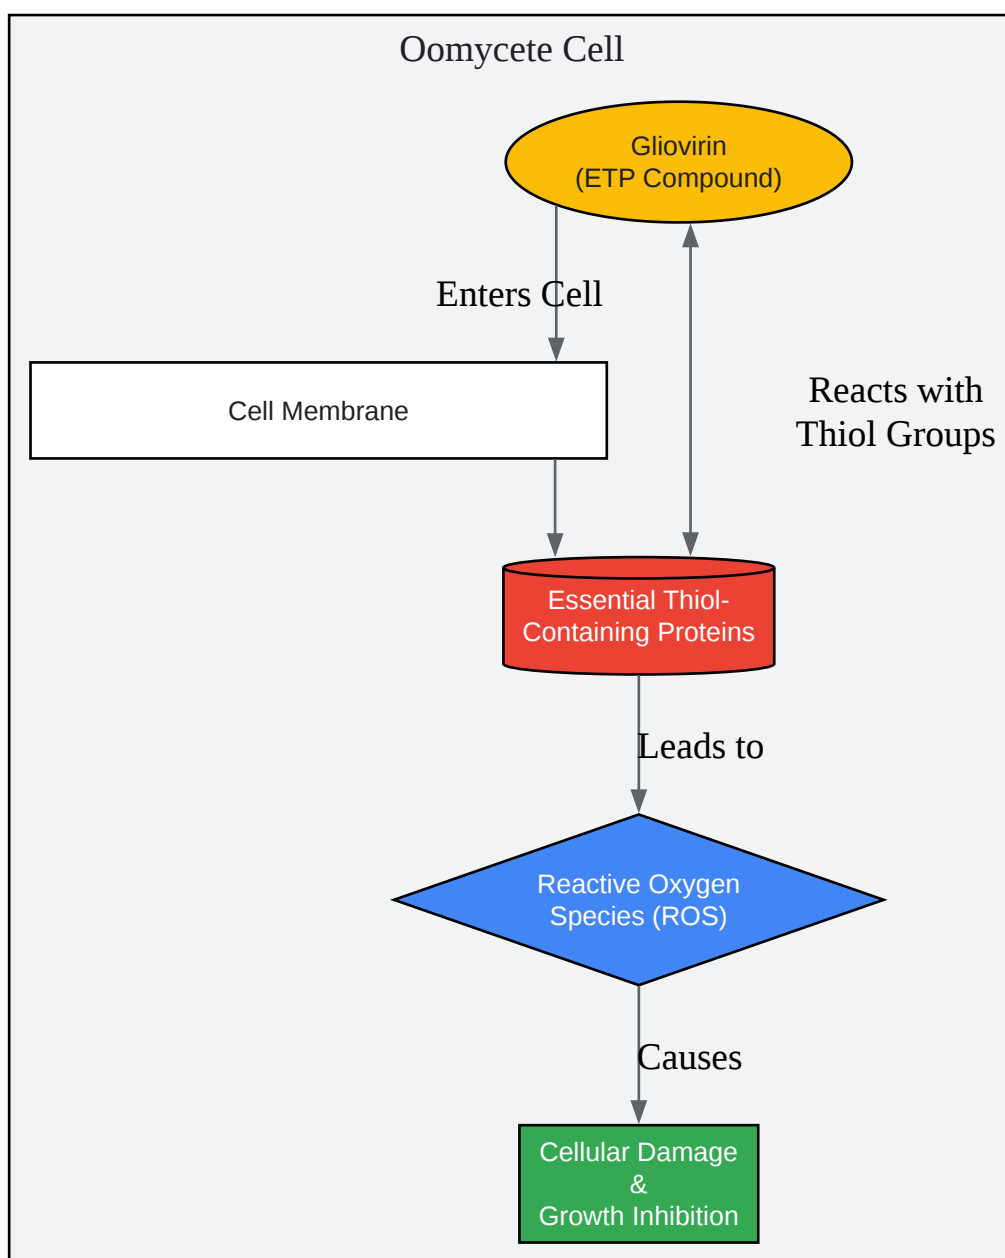 Oomycete Cell
Gliovirin
(ETP Compound)
Enters Cell
Reacts with
Thiol Groups
Cell Membrane
Essential Thiol-
Containing Proteins
Leads to
Reactive Oxygen
Species (ROS)
Causes
Cellular Damage
&
Growth Inhibition